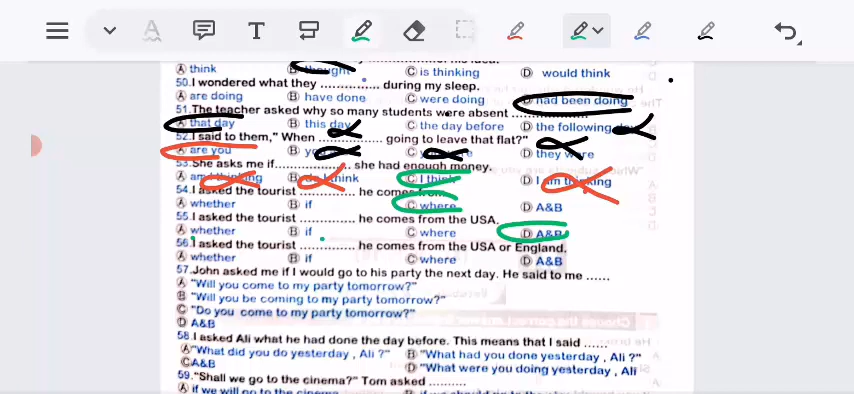 A think B thought C is thinking D would think
50.I wondered what they ............... during my sleep.
A are doing B have done C were doing D had been doing
51.The teacher asked why so many students were absent ..................
A that day B this day C the day before D the following day
52.I said to them," When ................ going to leave that flat?"
A are you D they were
53.She asks me if.................. she had enough money.
B do I think C I think D I am thinking
54.I asked the tourist .............. he comes from.
A whether B if C where D A&B
55.I asked the tourist .............. he comes from the USA.
A whether B if C where D A&B
56.I asked the tourist .............. he comes from the USA or England.
A whether B if C where D A&B
57.John asked me if I would go to his party the next day. He said to me ......
A "Will you come to my party tomorrow?"
B "Will you be coming to my party tomorrow?"
C "Do you come to my party tomorrow?"
D A&B
58.I asked Ali what he had done the day before. This means that I said ......
A "What did you do yesterday , Ali ?" B "What had you done yesterday , Ali ?"
C A&B D "What were you doing yesterday , Ali
59."Shall we go to the cinema?" Tom asked ..........